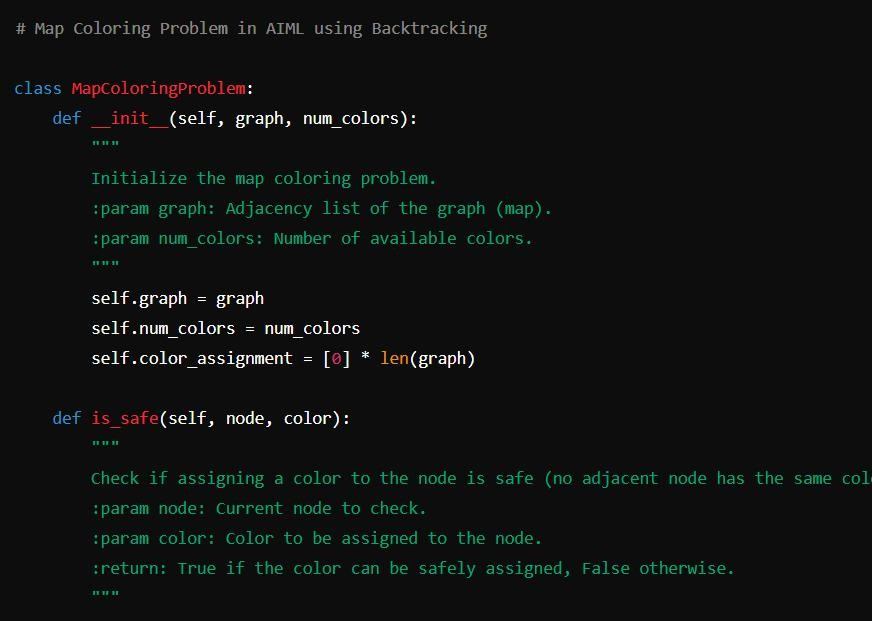 # Map Coloring Problem in AIML using Backtracking
class MapColoringProblem:
    def __init__(self, graph, num_colors):
        """
        Initialize the map coloring problem.
        :param graph: Adjacency list of the graph (map).
        :param num_colors: Number of available colors.
        """
        self.graph = graph
        self.num_colors = num_colors
        self.color_assignment = [0] * len(graph)
    def is_safe(self, node, color):
        """
        Check if assigning a color to the node is safe (no adjacent node has the same
        :param node: Current node to check.
        :param color: Color to be assigned to the node.
        :return: True if the color can be safely assigned, False otherwise.
        """